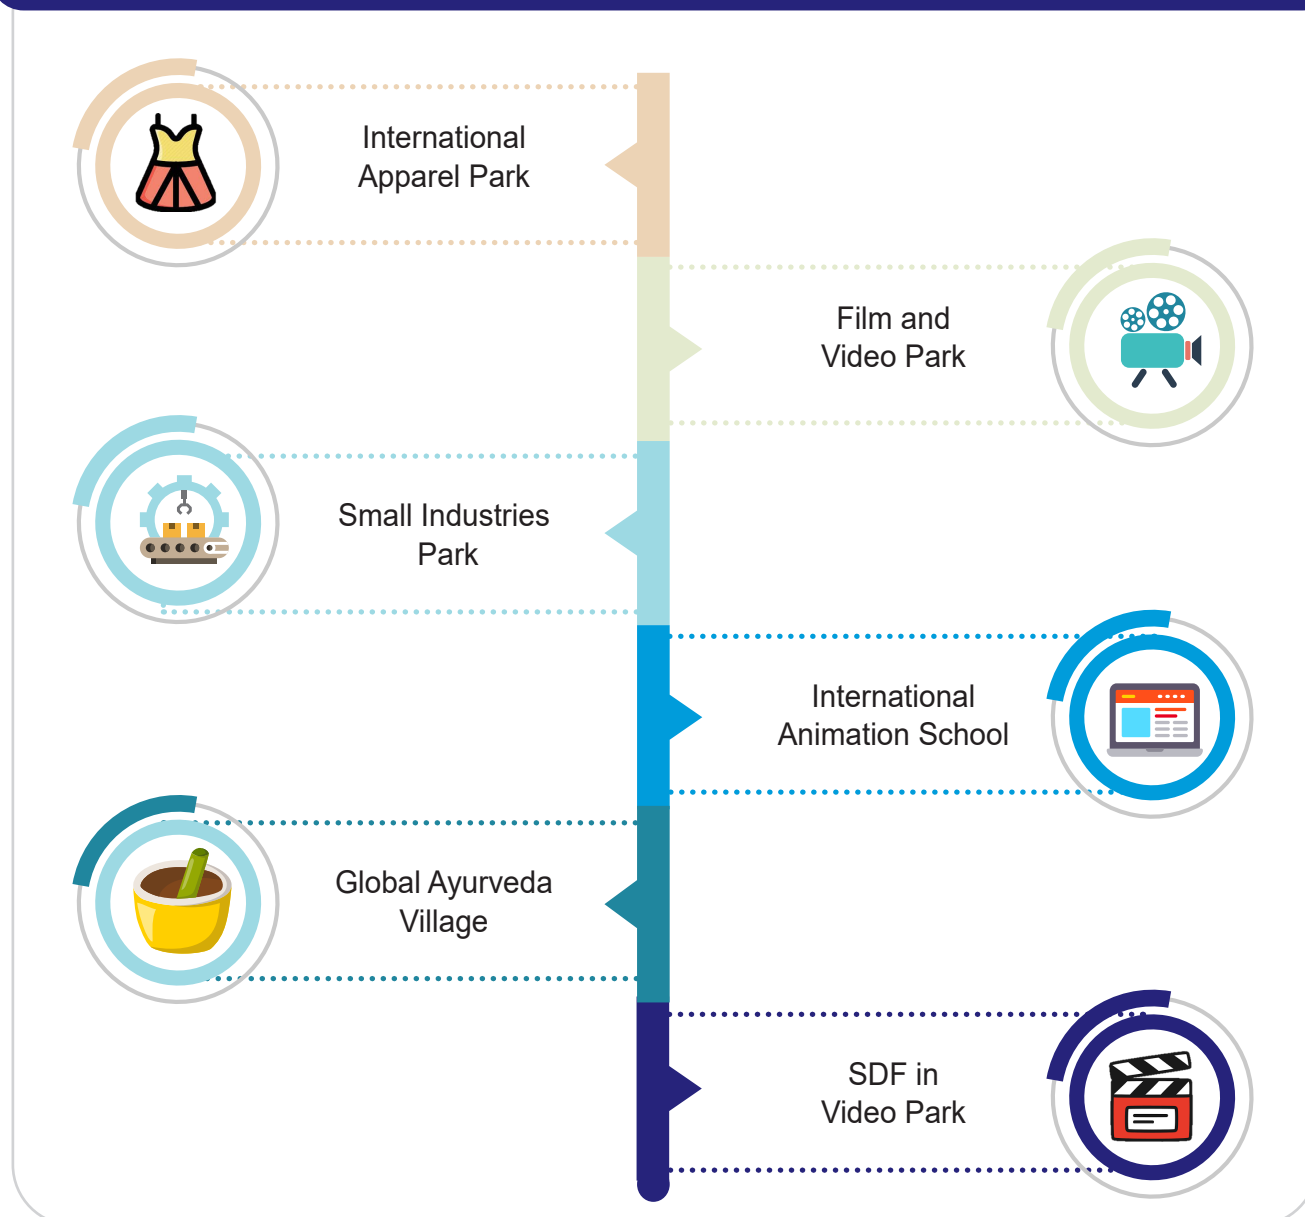 International
Apparel Park
Film and
Video Park
Small Industries
Park
International
Animation School
Global Ayurveda
Village
SDF in
Video Park